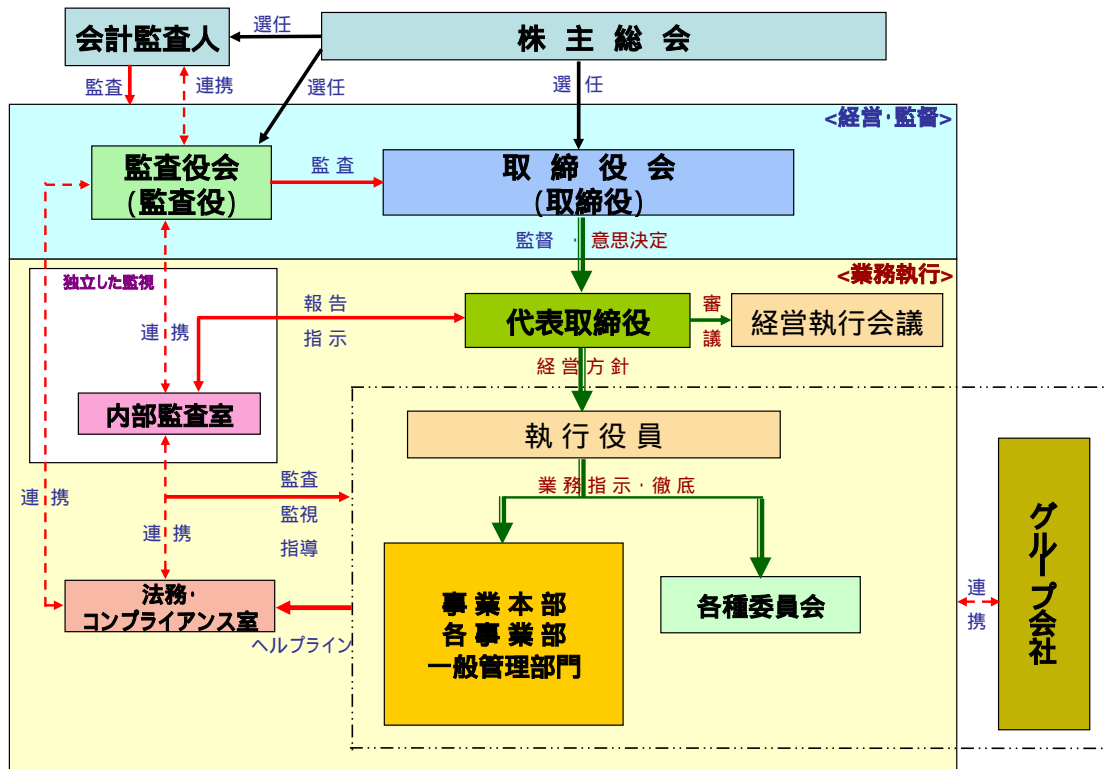 会計監査人
選任
株主総会
監査
連携
選任
選任
<経営・監督>
監査役会
(監査役)
監査
取締役会
(取締役)
監督・意思決定
<業務執行>
独立した監視
報告
指示
連携
代表取締役
審議
経営執行会議
経営方針
内部監査室
執行役員
連携
監査
監視
指導
連携
業務指示・徹底
グループ会社
法務・
コンプライアンス室
ヘルプライン
事業本部
各事業部
一般管理部門
各種委員会
連携